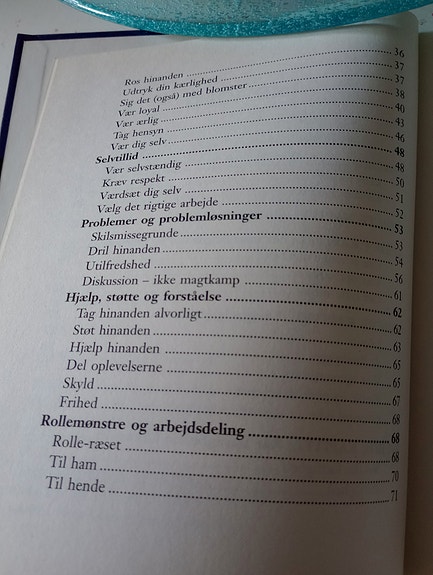 Ros hinanden ........ 36
Udtryk din kærlighed ........ 37
Sig det (også) med blomster ........ 37
Vær loyal ........ 38
Vær ærlig ........ 40
Tag hensyn ........ 43
Vær dig selv ........ 46
Selvtillid ........ 48
Vær selvstændig ........ 48
Kræv respekt ........ 50
Værdsæt dig selv ........ 51
Vælg det rigtige arbejde ........ 52
Problemer og problemløsninger ........ 53
Skilsmissegrunde ........ 53
Dril hinanden ........ 54
Utilfredshed ........ 56
Diskussion – ikke magtkamp ........ 61
Hjælp, støtte og forståelse ........ 62
Tag hinanden alvorligt ........ 62
Støt hinanden ........ 63
Hjælp hinanden ........ 65
Del oplevelserne ........ 65
Skyld ........ 67
Frihed ........ 68
Rollemønstre og arbejdsdeling ........ 68
Rolle-ræset ........ 68
Til ham ........ 70
Til hende ........ 71